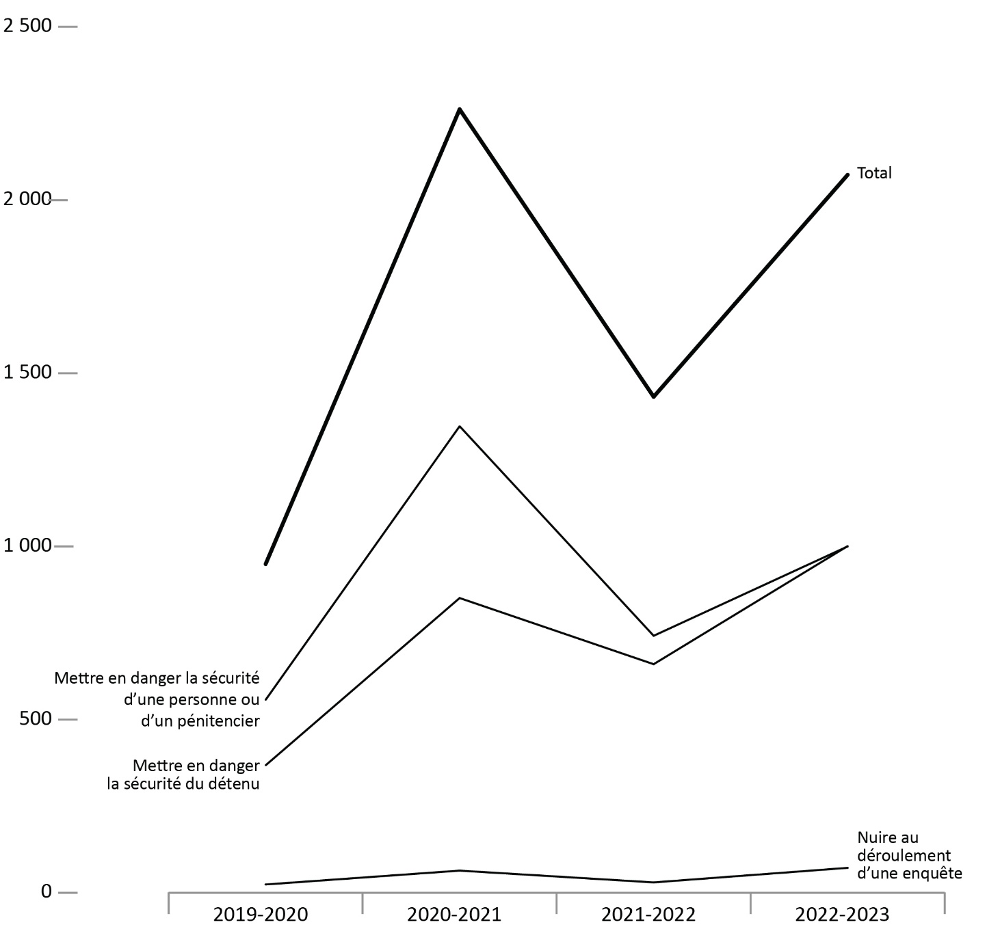 2 500
2 000
Total
1 500
1 000
Mettre en danger la sécurité
d’une personne ou
d’un pénitencier
500
Mettre en danger
la sécurité du détenu
Nuire au
déroulement
d’une enquête
0
2019-2020 2020-2021 2021-2022 2022-2023